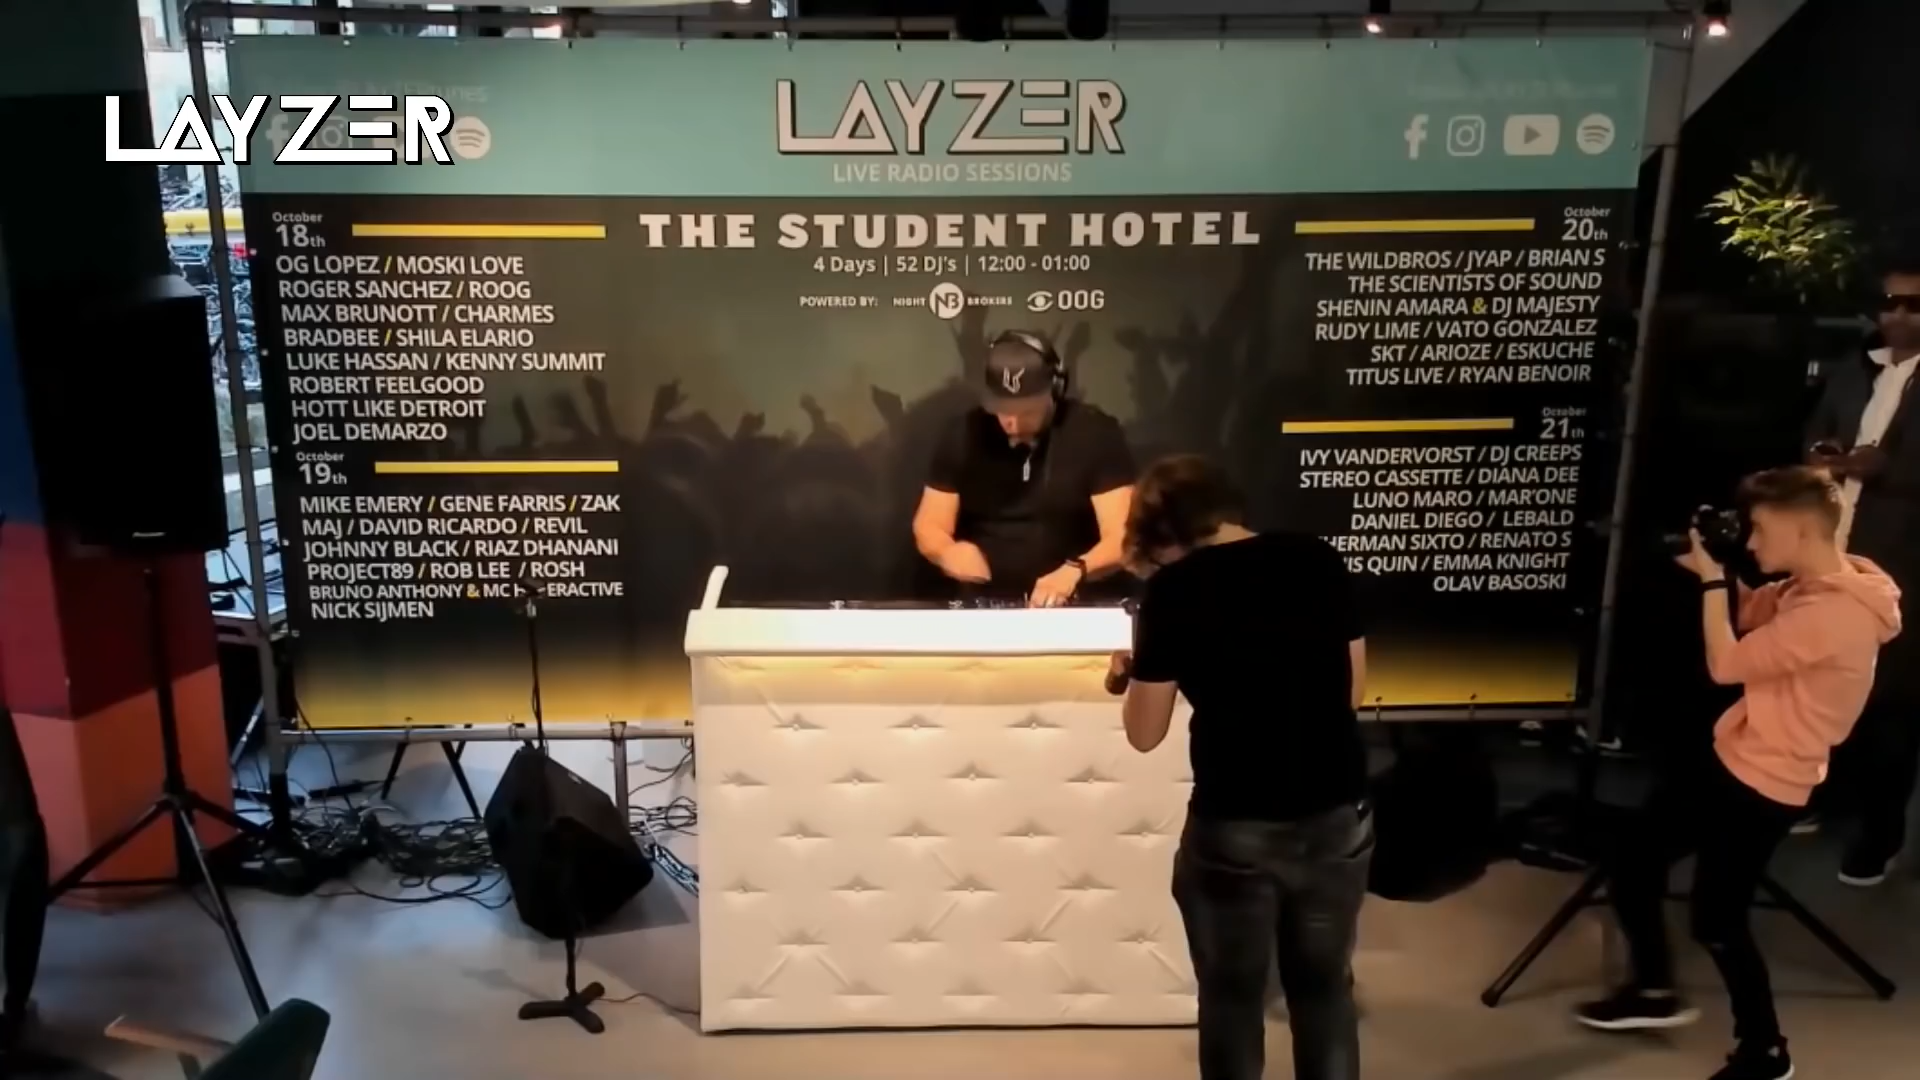 LAYZER
LAYZER
LIVE RADIO SESSIONS
THE STUDENT HOTEL
4 Days | 52 DJ's | 12:00 - 01:00
POWERED BY: NIGHT NB BROKERS OOG
October
18th
OG LOPEZ / MOSKI LOVE
ROGER SANCHEZ / ROOG
MAX BRUNOTT / CHARMES
BRADBEE / SHILA ELARIO
LUKE HASSAN / KENNY SUMMIT
ROBERT FEELGOOD
HOTT LIKE DETROIT
JOEL DEMARZO
October
19th
MIKE EMERY / GENE FARRIS / ZAK
MAJ / DAVID RICARDO / REVIL
JOHNNY BLACK / RIAZ DHANANI
PROJECT89 / ROB LEE / ROSH
BRUNO ANTHONY & MC
NICK SIJMEN
October
20th
THE WILDBROS / JYAP / BRIAN S
THE SCIENTISTS OF SOUND
SHENIN AMARA & DJ MAJESTY
RUDY LIME / VATO GONZALEZ
SKT / ARIOZE / ESKUCHE
TITUS LIVE / RYAN BENOIR
October
21th
IVY VANDERVORST / DJ CREEPS
STEREO CASSETTE / DIANA DEE
LUNO MARO / MAR'ONE
DANIEL DIEGO / LEBALD
SIXTO / RENATO S
QUIN / EMMA KNIGHT
OLAV BASOSKI